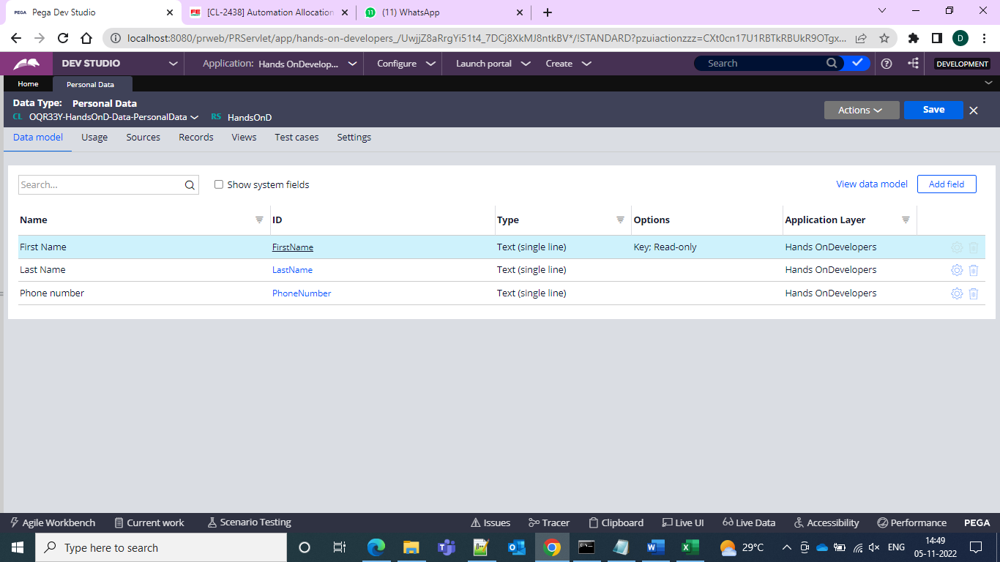 PEGA Pega Dev Studio
[CL-2438] Automation Allocation
11 (11) WhatsApp
localhost:8080/prweb/PRServlet/app/hands-on-developers_/UwjjZ8aRrgYi51t4_7DCj8XkMJ8ntkBV*/!STANDARD?pzuiactionzzz=CXt0cn17U1RBTkRBUkR9OTgx...
D
DEV STUDIO
Application: Hands OnDevelop...
Configure
Launch portal
Create
Search
DEVELOPMENT
Home
Personal Data
Data Type: Personal Data
CL OQR33Y-HandsOnD-Data-PersonalData RS HandsOnD
Actions
Save
Data model Usage Sources Records Views Test cases Settings
Search...
Show system fields
View data model
Add field
Name ID Type Options Application Layer
First Name FirstName Text (single line) Key; Read-only Hands OnDevelopers
Last Name LastName Text (single line) Hands OnDevelopers
Phone number PhoneNumber Text (single line) Hands OnDevelopers
Agile Workbench Current work Scenario Testing Issues Tracer Clipboard Live UI Live Data Accessibility Performance PEGA
Type here to search
29°C
ENG
14:49
05-11-2022